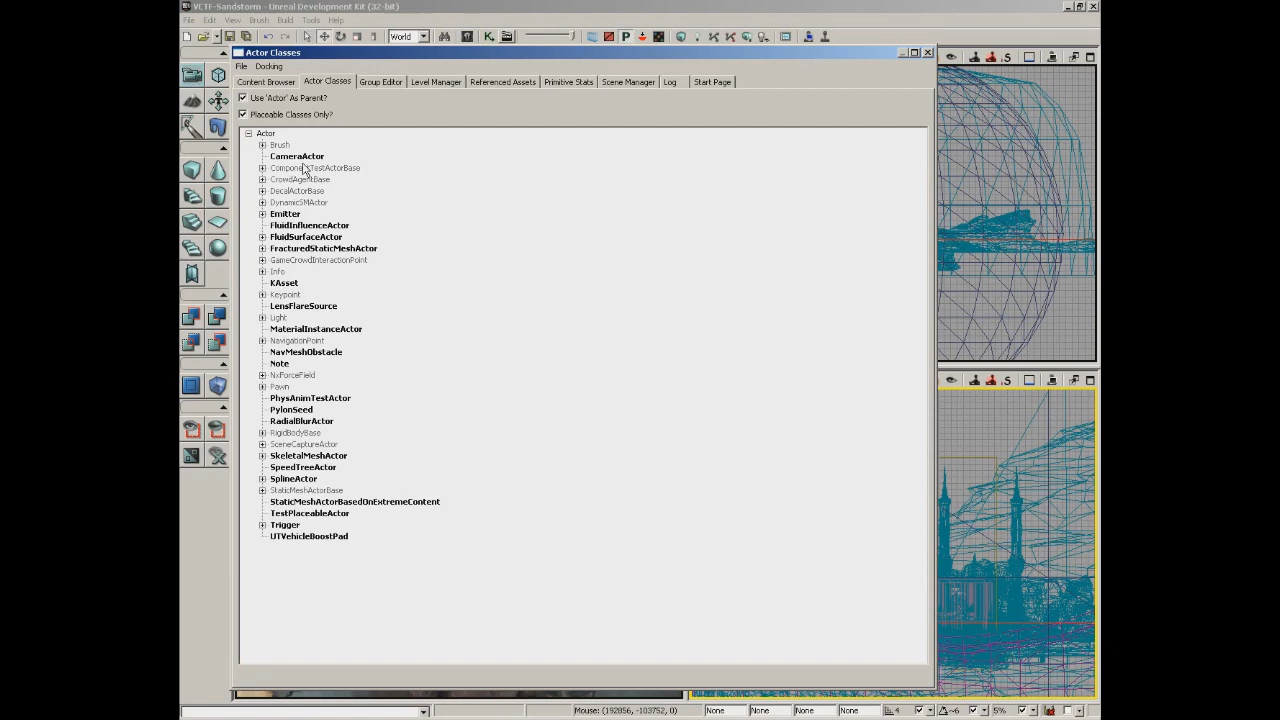 VCTF-Sandstorm - Unreal Development Kit (32-bit)
File Edit View Brush Build Tools Help
World
Actor Classes
File Docking
Content Browser Actor Classes Group Editor Level Manager Referenced Assets Primitive Stats Scene Manager Log Start Page
Use 'Actor' As Parent?
Placeable Classes Only?
Actor
Brush
CameraActor
ComponentTestActorBase
CrowdAgentBase
DecalActorBase
DynamicSMActor
Emitter
FluidInfluenceActor
FluidSurfaceActor
FracturedStaticMeshActor
GameCrowdInteractionPoint
Info
KAsset
Keypoint
LensFlareSource
Light
MaterialInstanceActor
NavigationPoint
NavMeshObstacle
Note
NxForceField
Pawn
PhysAnimTestActor
PylonSeed
RadialBlurActor
RigidBodyBase
SceneCaptureActor
SkeletalMeshActor
SpeedTreeActor
SplineActor
StaticMeshActorBase
StaticMeshActorBasedOnExtremeContent
TestPlaceableActor
Trigger
UTVehicleBoostPad
Mouse: (192856, -103752, 0) None None None None 4 ~6 5%